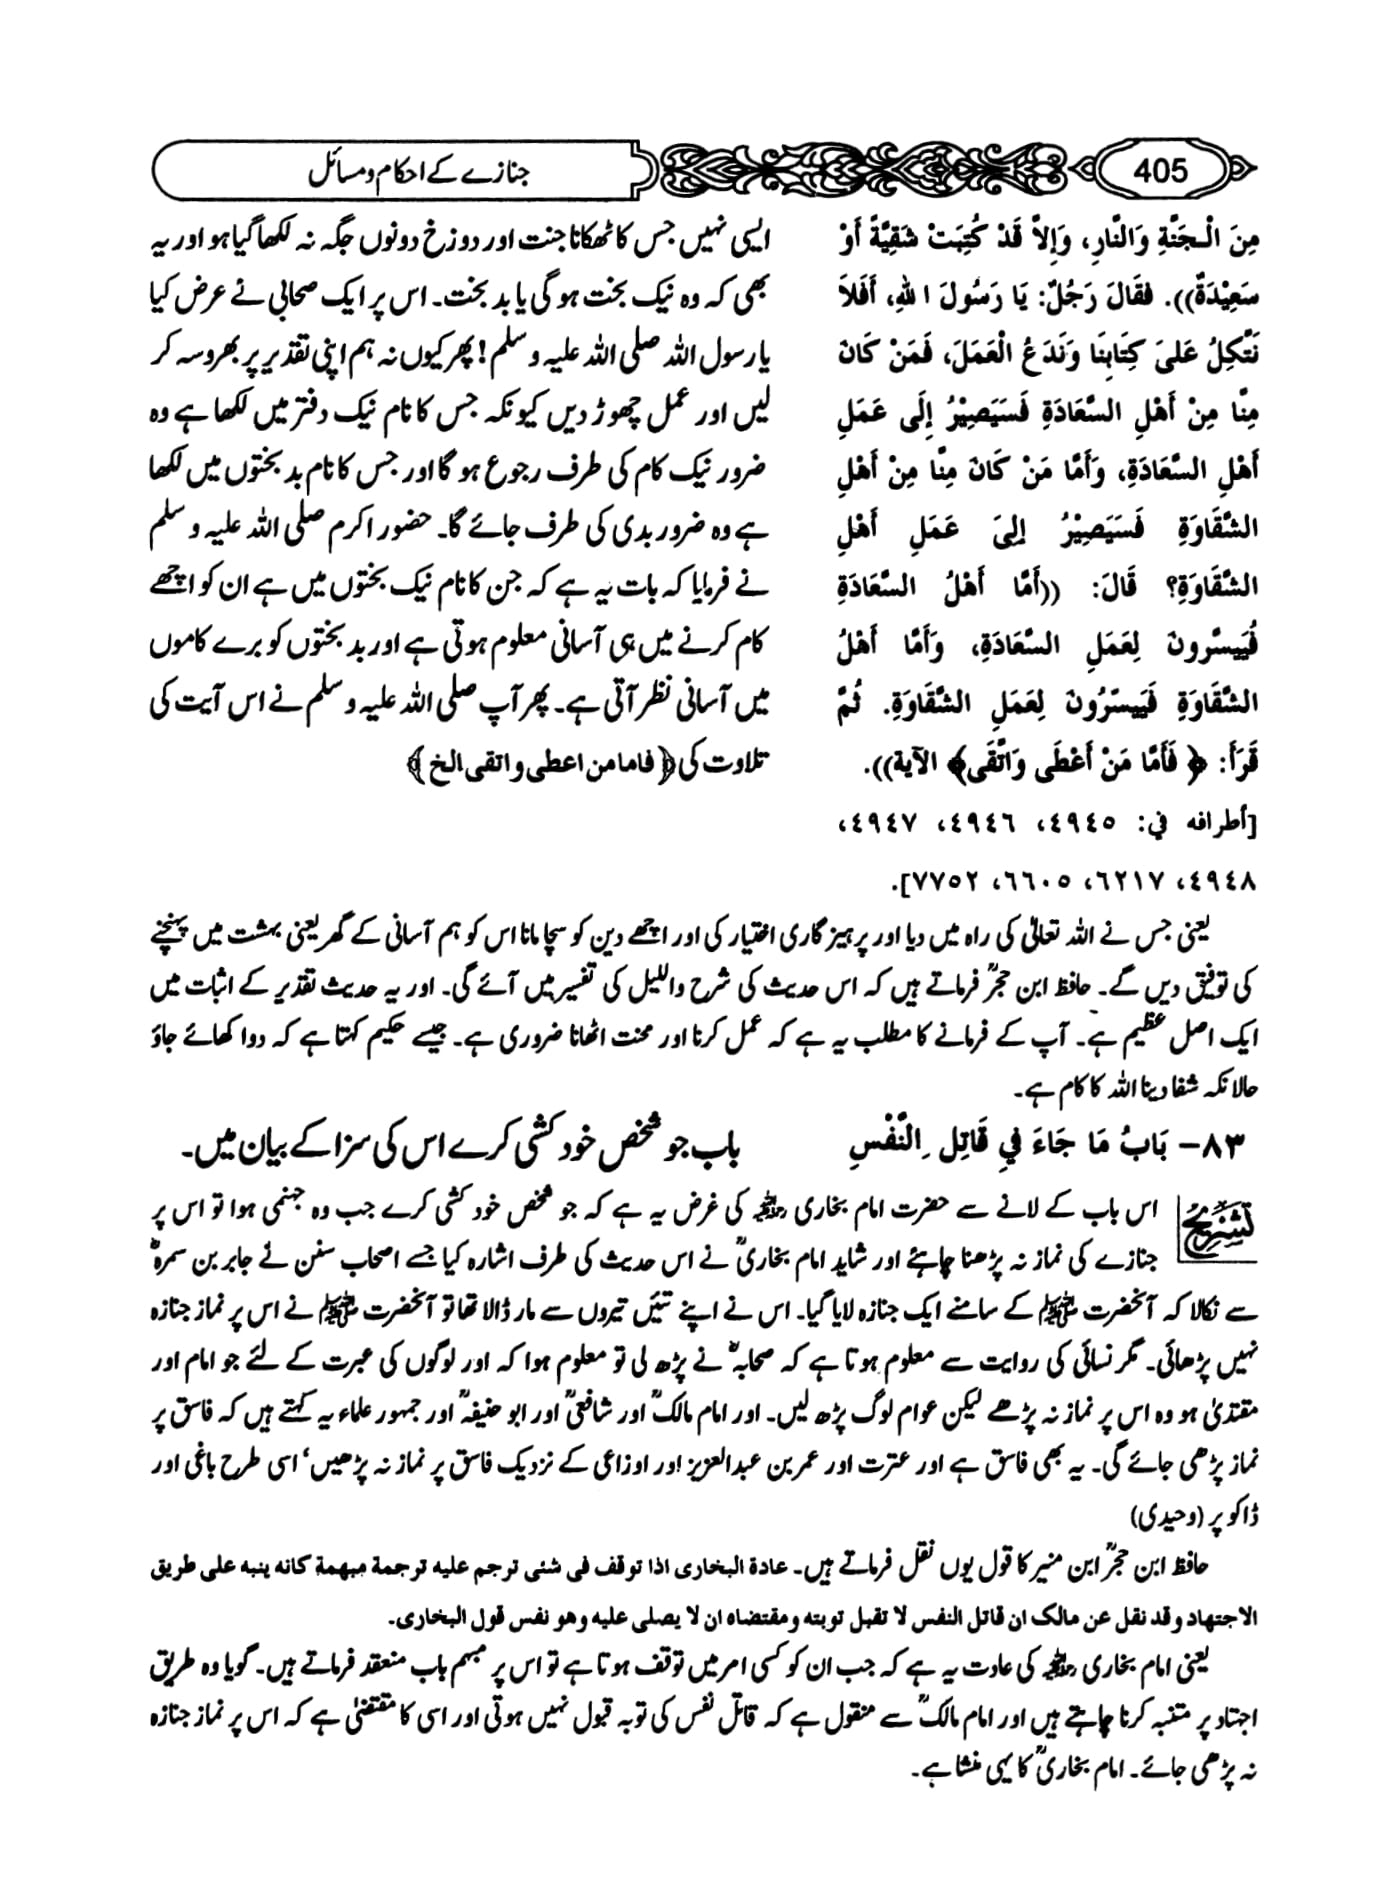 405
جنازے کے احکام و مسائل
مِنَ الْجَنَّةِ وَالنَّارِ، وَإِلاَّ قَدْ كُتِبَتْ شَقِيَّةً أَوْ
سَعِيْدَةٌ)). فَقَالَ رَجُلٌ: يَا رَسُولَ اللهِ، أَفَلاَ
نَتَّكِلُ عَلىَ كِتَابِنَا وَنَدَعُ الْعَمَلَ، فَمَنْ كَانَ
مِنَّا مِنْ أَهْلِ السَّعَادَةِ فَسَيَصِيْرُ إِلَى عَمَلِ
أَهْلِ السَّعَادَةِ، وَأَمَّا مَنْ كَانَ مِنَّا مِنْ أَهْلِ
الشَّقَاوَةِ فَسَيَصِيْرُ إِلىَ عَمَلِ أَهْلِ
الشَّقَاوَةِ؟ قَالَ: ((أَمَّا أَهْلُ السَّعَادَةِ
فُيَيَسَّرونَ لِعَمَلِ السَّعَادَةِ، وَأَمَّا أَهْلُ
الشَّقَاوَةِ فَيَيسَّرُونَ لِعَمَلِ الشَّقَاوَةِ. ثُمَّ
قَرَأَ: ﴿ فَأَمَّا مَنْ أَعْطَى وَاتَّقَى﴾ الآية)).
[أطرافه في: ٤٩٤٥، ٤٩٤٦، ٤٩٤٧،
٤٩٤٨، ٦٢١٧، ٦٦٠٥، ٧٧٥٢].
ایسی نہیں جس کا ٹھکانا جنت اور دوزخ دونوں جگہ نہ لکھا گیا ہو اور یہ
بھی کہ وہ نیک بخت ہو گی یا بد بخت۔ اس پر ایک صحابی نے عرض کیا
یا رسول اللہ صلی اللہ علیہ وسلم! پھر کیوں نہ ہم اپنی تقدیر پر بھروسہ کر
لیں اور عمل چھوڑ دیں کیونکہ جس کا نام نیک دفتر میں لکھا ہے وہ
ضرور نیک کام کی طرف رجوع ہو گا اور جس کا نام بد بختوں میں لکھا
ہے وہ ضرور بدی کی طرف جائے گا۔ حضور اکرم صلی اللہ علیہ وسلم
نے فرمایا کہ بات یہ ہے کہ جن کا نام نیک بختوں میں ہے ان کو اچھے
کام کرنے میں ہی آسانی معلوم ہوتی ہے اور بد بختوں کو برے کاموں
میں آسانی نظر آتی ہے۔ پھر آپ صلی اللہ علیہ وسلم نے اس آیت کی
تلاوت کی ﴿ فاما من اعطى واتقى الخ ﴾
یعنی جس نے اللہ تعالیٰ کی راہ میں دیا اور پرہیز گاری اختیار کی اور اچھے دین کو سچا مانا اس کو ہم آسانی کے گھر یعنی بہشت میں پہنچنے
کی توفیق دیں گے۔ حافظ ابن حجرؒ فرماتے ہیں کہ اس حدیث کی شرح واللیل کی تفسیر میں آئے گی۔ اور یہ حدیث تقدیر کے اثبات میں
ایک اصل عظیم ہے۔ آپ کے فرمانے کا مطلب یہ ہے کہ عمل کرنا اور محنت اٹھانا ضروری ہے۔ جیسے حکیم کہتا ہے کہ دوا کھائے جاؤ
حالانکہ شفا دینا اللہ کا کام ہے۔
٨٣- بَابُ مَا جَاءَ فِي قَاتِلِ النَّفْسِ
باب جو شخص خود کشی کرے اس کی سزا کے بیان میں۔
تشریح اس باب کے لانے سے حضرت امام بخاری رحمۃ اللہ علیہ کی غرض یہ ہے کہ جو شخص خود کشی کرے جب وہ جہنمی ہوا تو اس پر
جنازے کی نماز نہ پڑھنا چاہئے اور شاید امام بخاریؒ نے اس حدیث کی طرف اشارہ کیا جسے اصحاب سنن نے جابر بن سمرہؓ
سے نکالا کہ آنحضرت ﷺ کے سامنے ایک جنازہ لایا گیا۔ اس نے اپنے تئیں تیروں سے مار ڈالا تھا تو آنحضرت ﷺ نے اس پر نماز جنازہ
نہیں پڑھائی۔ مگر نسائی کی روایت سے معلوم ہوتا ہے کہ صحابہؓ نے پڑھ لی تو معلوم ہوا کہ اور لوگوں کی عبرت کے لئے جو امام اور
مقتدیٰ ہو وہ اس پر نماز نہ پڑھے لیکن عوام لوگ پڑھ لیں۔ اور امام مالکؒ اور شافعیؒ اور ابو حنیفہؒ اور جمہور علماء یہ کہتے ہیں کہ فاسق پر
نماز پڑھی جائے گی۔ یہ بھی فاسق ہے اور عترت اور عمر بن عبدالعزیز اور اوزاعی کے نزدیک فاسق پر نماز نہ پڑھیں‘ اسی طرح باغی اور
ڈاکو پر (وحیدی)
حافظ ابن حجرؒ ابن منیر کا قول یوں نقل فرماتے ہیں۔ عادة البخاری اذا توقف فی شئی ترجم علیه ترجمة مبهمة کانه ینبه علی طریق
الاجتهاد وقد نقل عن مالک ان قاتل النفس لا تقبل توبته ومقتضاه ان لا یصلی علیه وهو نفس قول البخاری۔
یعنی امام بخاری رحمۃ اللہ علیہ کی عادت یہ ہے کہ جب ان کو کسی امر میں توقف ہوتا ہے تو اس پر مبہم باب منعقد فرماتے ہیں۔ گویا وہ طریق
اجتہاد پر متنبہ کرنا چاہتے ہیں اور امام مالکؒ سے منقول ہے کہ قاتل نفس کی توبہ قبول نہیں ہوتی اور اسی کا مقتضیٰ ہے کہ اس پر نماز جنازہ
نہ پڑھی جائے۔ امام بخاریؒ کا یہی منشا ہے۔